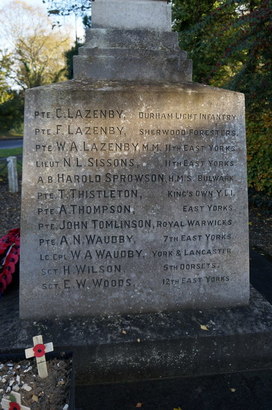 PTE. C. LAZENBY, DURHAM LIGHT INFANTRY
PTE. F. LAZENBY, SHERWOOD FORESTERS.
PTE. W. A. LAZENBY, M.M. 11TH EAST YORKS.
LIEUT N. L. SISSONS, 11TH EAST YORKS.
A B HAROLD SPROWSON, H.M.S. BULWARK
PTE. T. THISTLETON, KING'S OWN Y.L.I.
PTE. A. THOMPSON, EAST YORKS.
PTE. JOHN TOMLINSON, ROYAL WARWICKS.
PTE. A. N. WAUDBY, 7TH EAST YORKS.
LE. CPL. W A WAUDBY, YORK & LANCASTER.
SGT. H WILSON 5TH DORSETS.
SGT. E. W. WOODS, 12TH EAST YORKS.